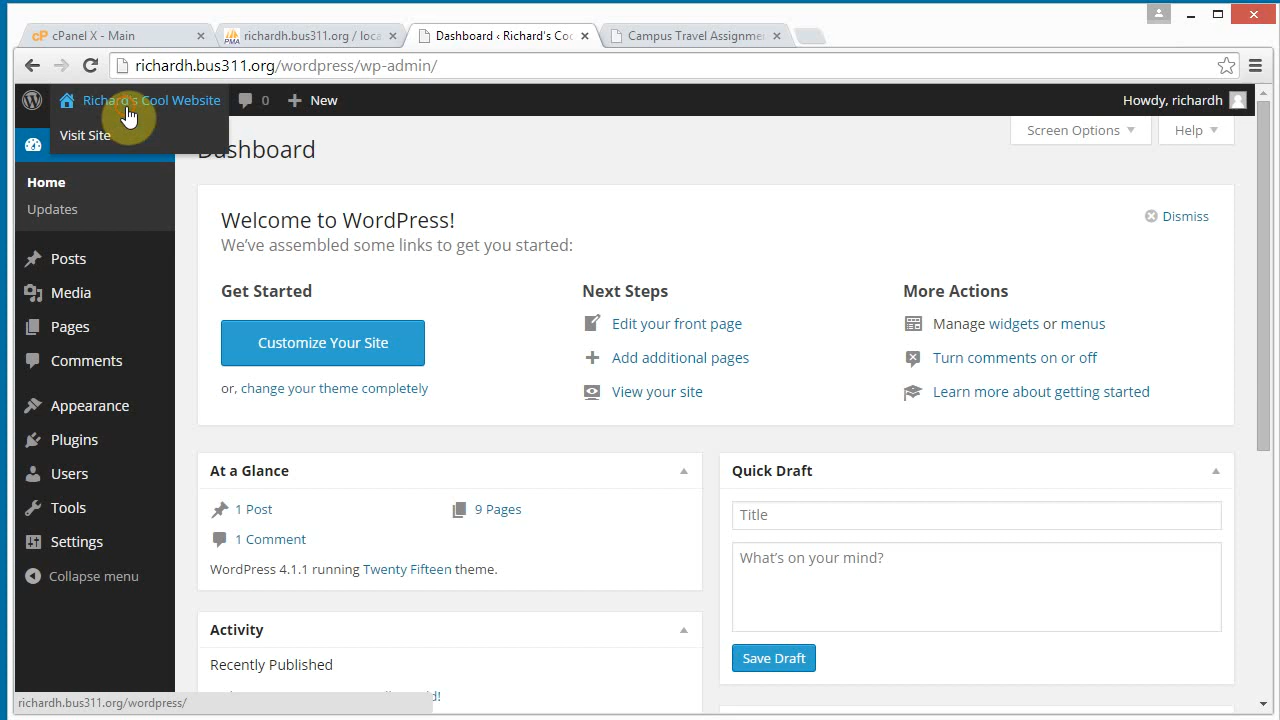 cP cPanel X - Main
PMA richardh.bus311.org / loca
Dashboard ‹ Richard's Coo
Campus Travel Assignme
richardh.bus311.org/wordpress/wp-admin/
Richard's Cool Website
0
New
Howdy, richardh
Visit Site
Dashboard
Screen Options
Help
Home
Updates
Posts
Media
Pages
Comments
Appearance
Plugins
Users
Tools
Settings
Collapse menu
Welcome to WordPress!
Dismiss
We've assembled some links to get you started:
Get Started
Customize Your Site
or, change your theme completely
Next Steps
Edit your front page
Add additional pages
View your site
More Actions
Manage widgets or menus
Turn comments on or off
Learn more about getting started
At a Glance
1 Post
9 Pages
1 Comment
WordPress 4.1.1 running Twenty Fifteen theme.
Activity
Recently Published
Quick Draft
Title
What's on your mind?
Save Draft
richardh.bus311.org/wordpress/